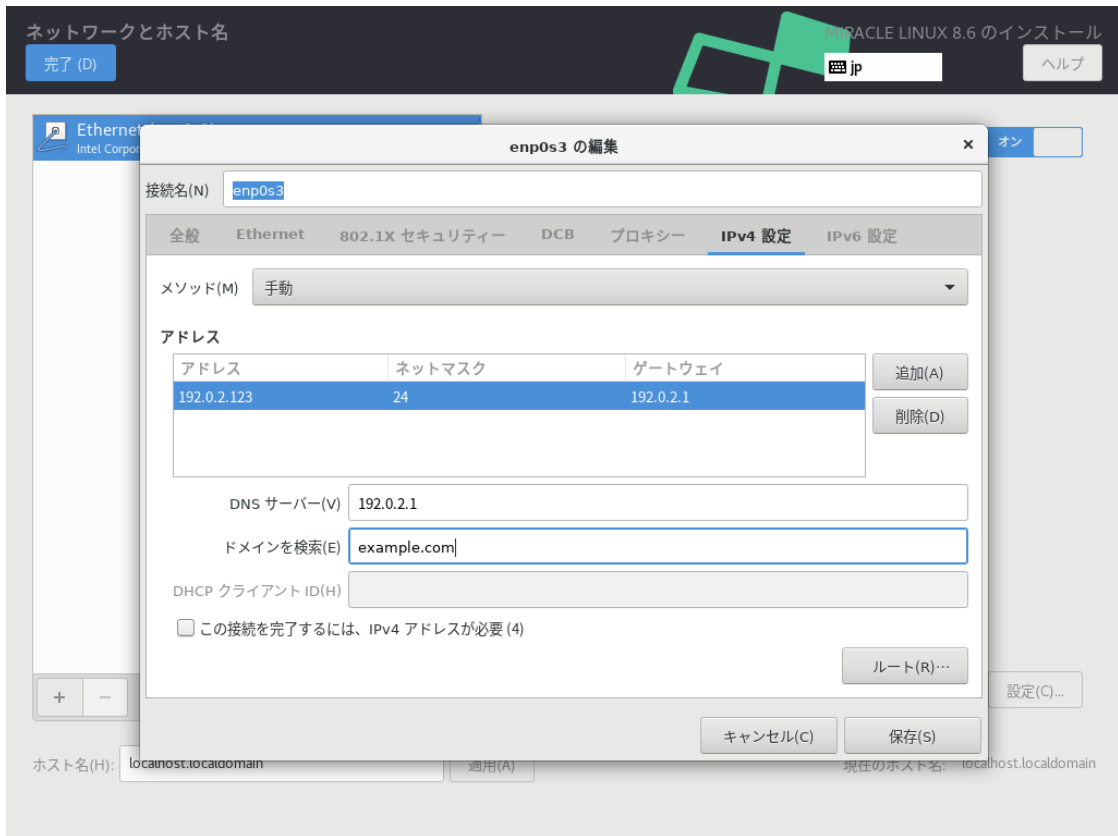 ネットワークとホスト名
MIRACLE LINUX 8.6 のインストール
完了 (D)
jp
ヘルプ
Ethernet
Intel Corpor
オン
enp0s3 の編集
接続名(N) enp0s3
全般 Ethernet 802.1X セキュリティー DCB プロキシー IPv4 設定 IPv6 設定
メソッド(M) 手動
アドレス
アドレス ネットマスク ゲートウェイ
192.0.2.123 24 192.0.2.1
追加(A)
削除(D)
DNS サーバー(V) 192.0.2.1
ドメインを検索(E) example.com
DHCP クライアント ID(H)
この接続を完了するには、IPv4 アドレスが必要 (4)
ルート(R)…
設定(C)...
キャンセル(C) 保存(S)
ホスト名(H): localhost.localdomain 適用(A) 現在のホスト名: localhost.localdomain